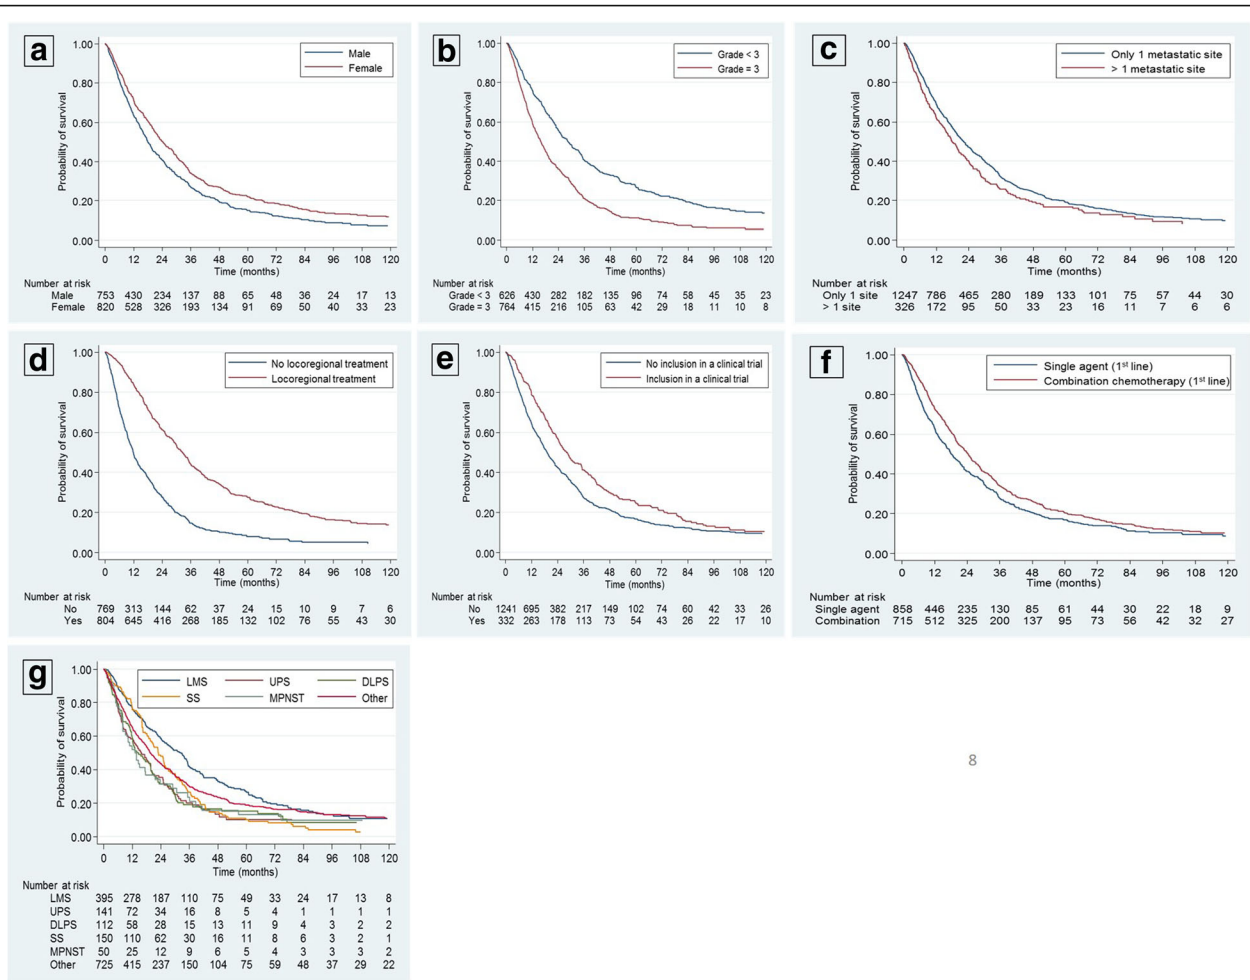 a
Male
Female
Probability of survival
1.00
0.80
0.60
0.40
0.20
0.00
0 12 24 36 48 60 72 84 96 108 120
Time (months)
Number at risk
Male 753 430 234 137 88 65 48 36 24 17 13
Female 820 528 326 193 134 91 69 50 40 33 23
b
Grade < 3
Grade = 3
Probability of survival
1.00
0.80
0.60
0.40
0.20
0.00
0 12 24 36 48 60 72 84 96 108 120
Time (months)
Number at risk
Grade < 3 626 430 282 182 135 96 74 58 45 35 23
Grade = 3 764 415 216 105 63 42 29 18 11 10 8
c
Only 1 metastatic site
> 1 metastatic site
Probability of survival
1.00
0.80
0.60
0.40
0.20
0.00
0 12 24 36 48 60 72 84 96 108 120
Time (months)
Number at risk
Only 1 site 1247 786 465 280 189 133 101 75 57 44 30
> 1 site 326 172 95 50 33 23 16 11 7 6 6
d
No locoregional treatment
Locoregional treatment
Probability of survival
1.00
0.80
0.60
0.40
0.20
0.00
0 12 24 36 48 60 72 84 96 108 120
Time (months)
Number at risk
No 769 313 144 62 37 24 15 10 9 7 6
Yes 804 645 416 268 185 132 102 76 55 43 30
e
No inclusion in a clinical trial
Inclusion in a clinical trial
Probability of survival
1.00
0.80
0.60
0.40
0.20
0.00
0 12 24 36 48 60 72 84 96 108 120
Time (months)
Number at risk
No 1241 695 382 217 149 102 74 60 42 33 26
Yes 332 263 178 113 73 54 43 26 22 17 10
f
Single agent (1st line)
Combination chemotherapy (1st line)
Probability of survival
1.00
0.80
0.60
0.40
0.20
0.00
0 12 24 36 48 60 72 84 96 108 120
Time (months)
Number at risk
Single agent 858 446 235 130 85 61 44 30 22 18 9
Combination 715 512 325 200 137 95 73 56 42 32 27
g
LMS UPS DLPS
SS MPNST Other
Probability of survival
1.00
0.80
0.60
0.40
0.20
0.00
0 12 24 36 48 60 72 84 96 108 120
Time (months)
Number at risk
LMS 395 278 187 110 75 49 33 24 17 13 8
UPS 141 72 34 16 8 5 4 1 1 1 1
DLPS 112 58 28 15 13 11 9 4 3 2 2
SS 150 110 62 30 16 11 8 6 3 2 1
MPNST 50 25 12 9 6 5 4 3 3 3 2
Other 725 415 237 150 104 75 59 48 37 29 22
8